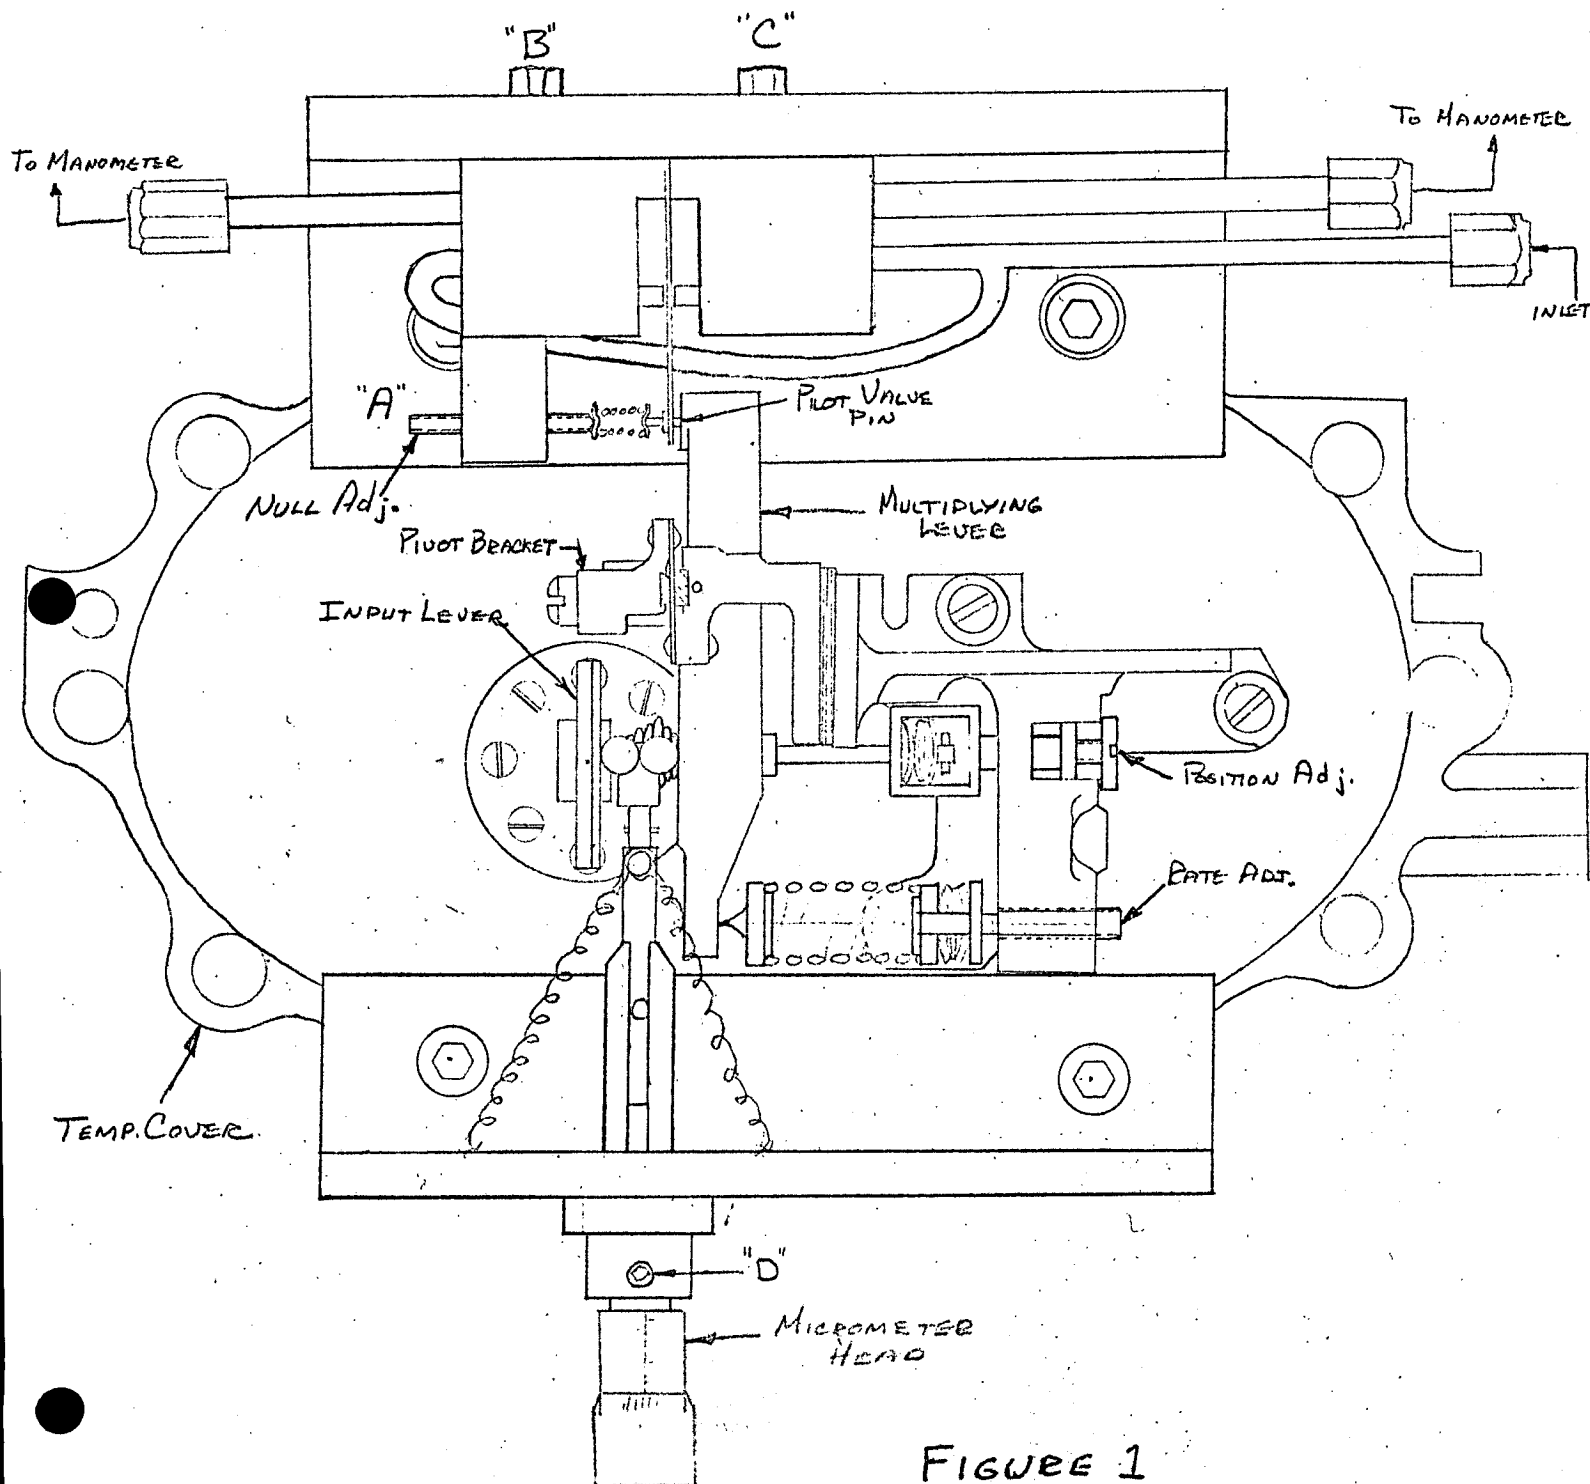 "B"
"C"
To MANOMETER
To MANOMETER
INLET
"A"
PILOT VALVE
PIN
NULL Adj.
MULTIPLYING
LEVER
PIVOT BRACKET
INPUT LEVER
POSITION Adj.
RATE ADJ.
TEMP. COVER
"D"
MICROMETER
HEAD
FIGURE 1